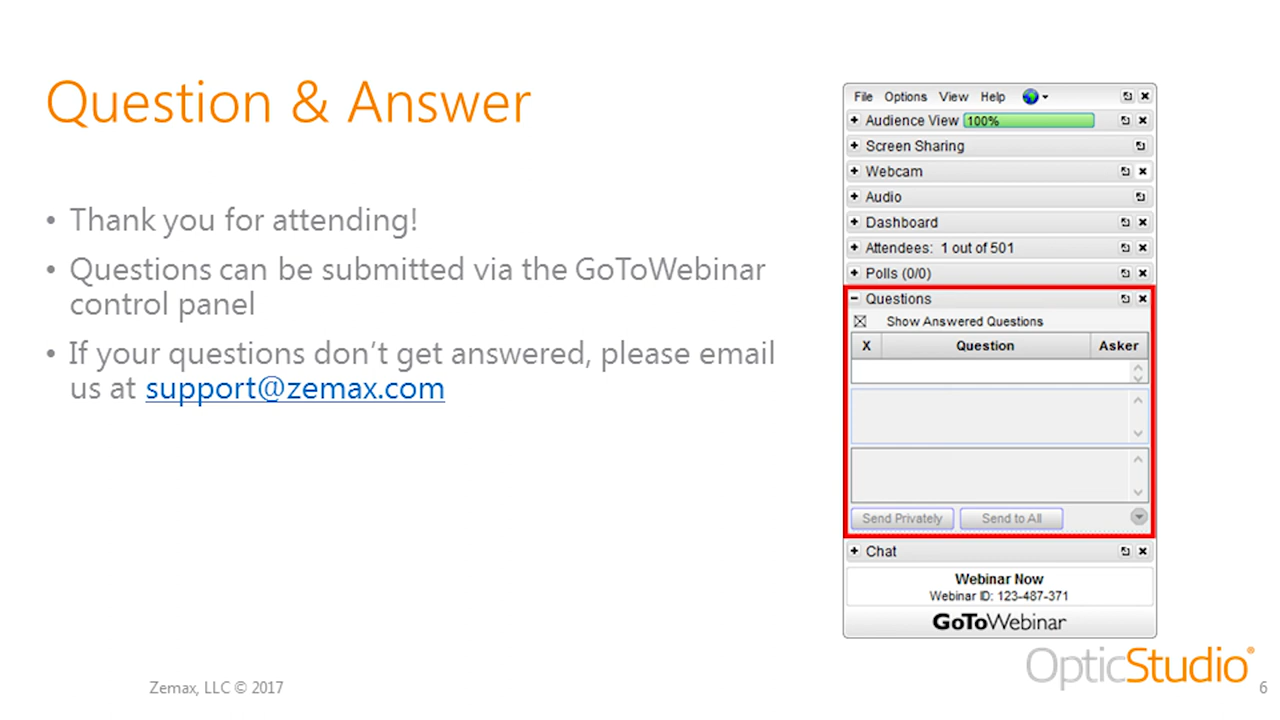 Question & Answer
• Thank you for attending!
• Questions can be submitted via the GoToWebinar
control panel
• If your questions don't get answered, please email
us at support@zemax.com
File Options View Help
Audience View 100%
Screen Sharing
Webcam
Audio
Dashboard
Attendees: 1 out of 501
Polls (0/0)
Questions
Show Answered Questions
X Question Asker
Send Privately Send to All
Chat
Webinar Now
Webinar ID: 123-487-371
GoToWebinar
OpticStudio®
Zemax, LLC © 2017
6